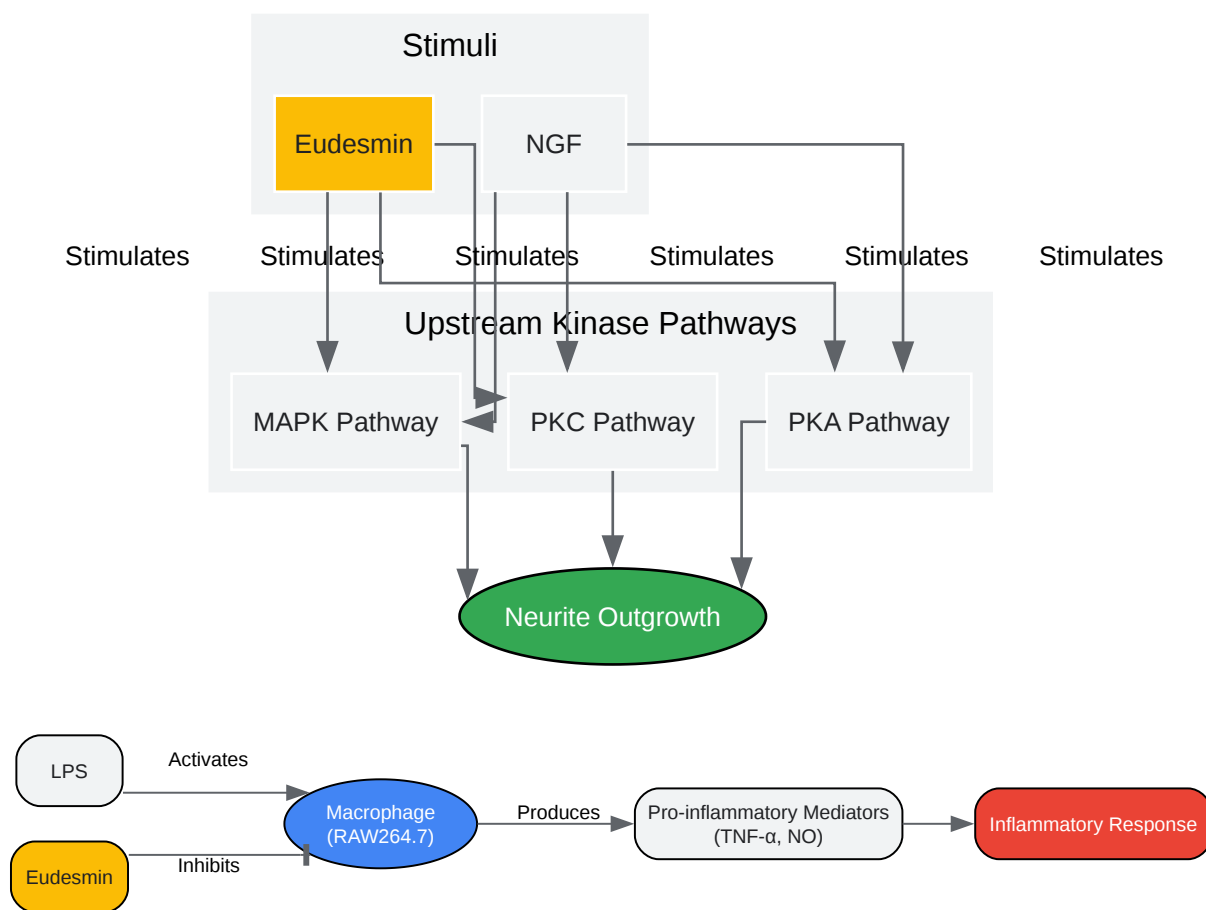 Stimuli
Eudesmin
NGF
Stimulates Stimulates Stimulates Stimulates Stimulates Stimulates
Upstream Kinase Pathways
MAPK Pathway
PKC Pathway
PKA Pathway
Neurite Outgrowth
LPS
Activates
Eudesmin
Inhibits
Macrophage
(RAW264.7)
Produces
Pro-inflammatory Mediators
(TNF-α, NO)
Inflammatory Response